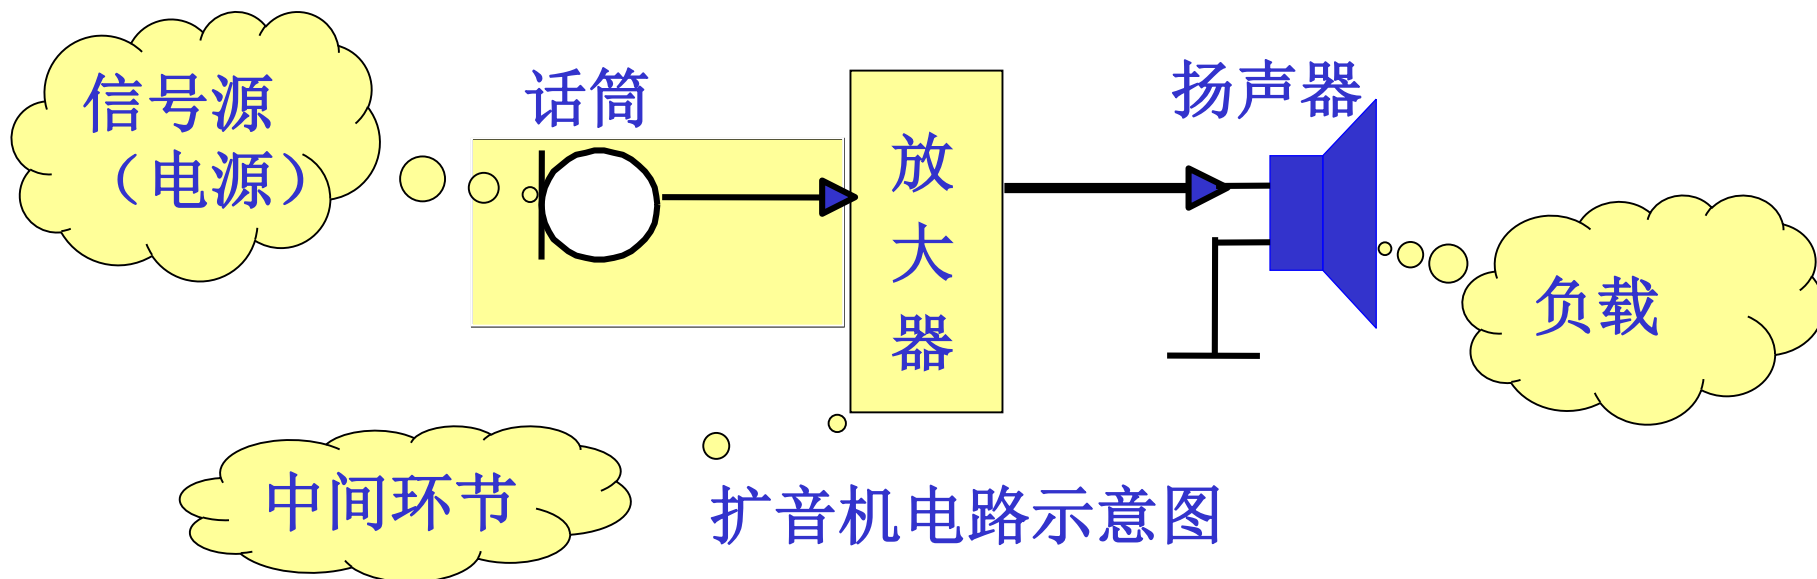 信号源
（电源）
话筒
放
大
器
扬声器
负载
中间环节
扩音机电路示意图